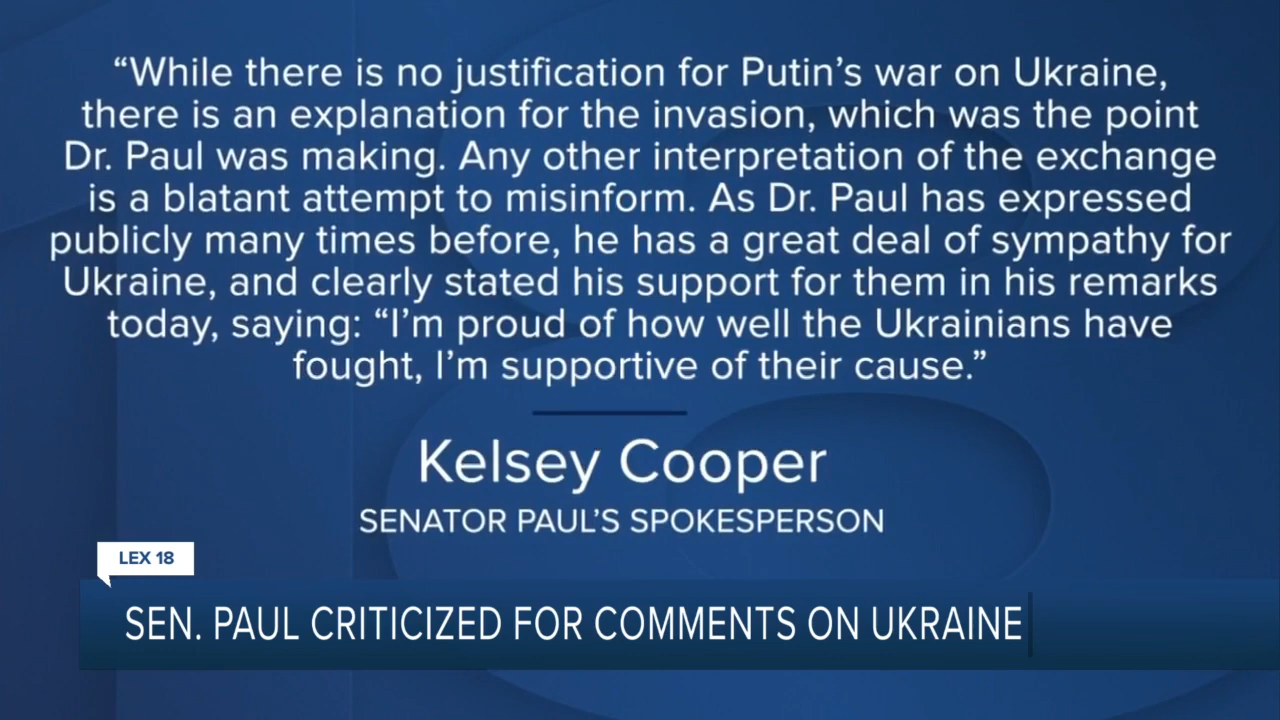 “While there is no justification for Putin’s war on Ukraine,
there is an explanation for the invasion, which was the point
Dr. Paul was making. Any other interpretation of the exchange
is a blatant attempt to misinform. As Dr. Paul has expressed
publicly many times before, he has a great deal of sympathy for
Ukraine, and clearly stated his support for them in his remarks
today, saying: “I’m proud of how well the Ukrainians have
fought, I’m supportive of their cause.”
Kelsey Cooper
SENATOR PAUL’S SPOKESPERSON
LEX 18
SEN. PAUL CRITICIZED FOR COMMENTS ON UKRAINE